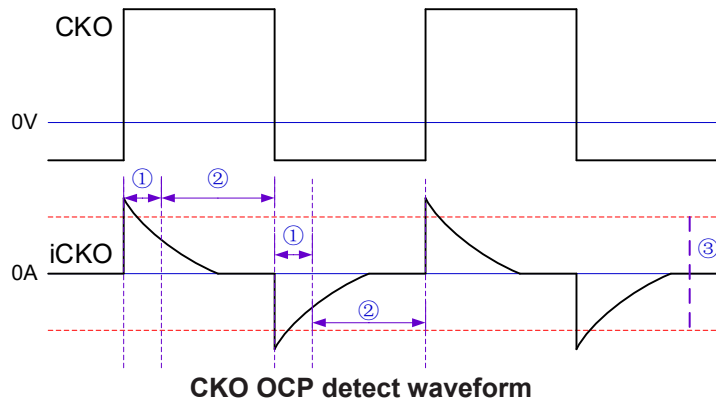 CKO
0V
① ②
①
iCKO
③
0A
②
CKO OCP detect waveform